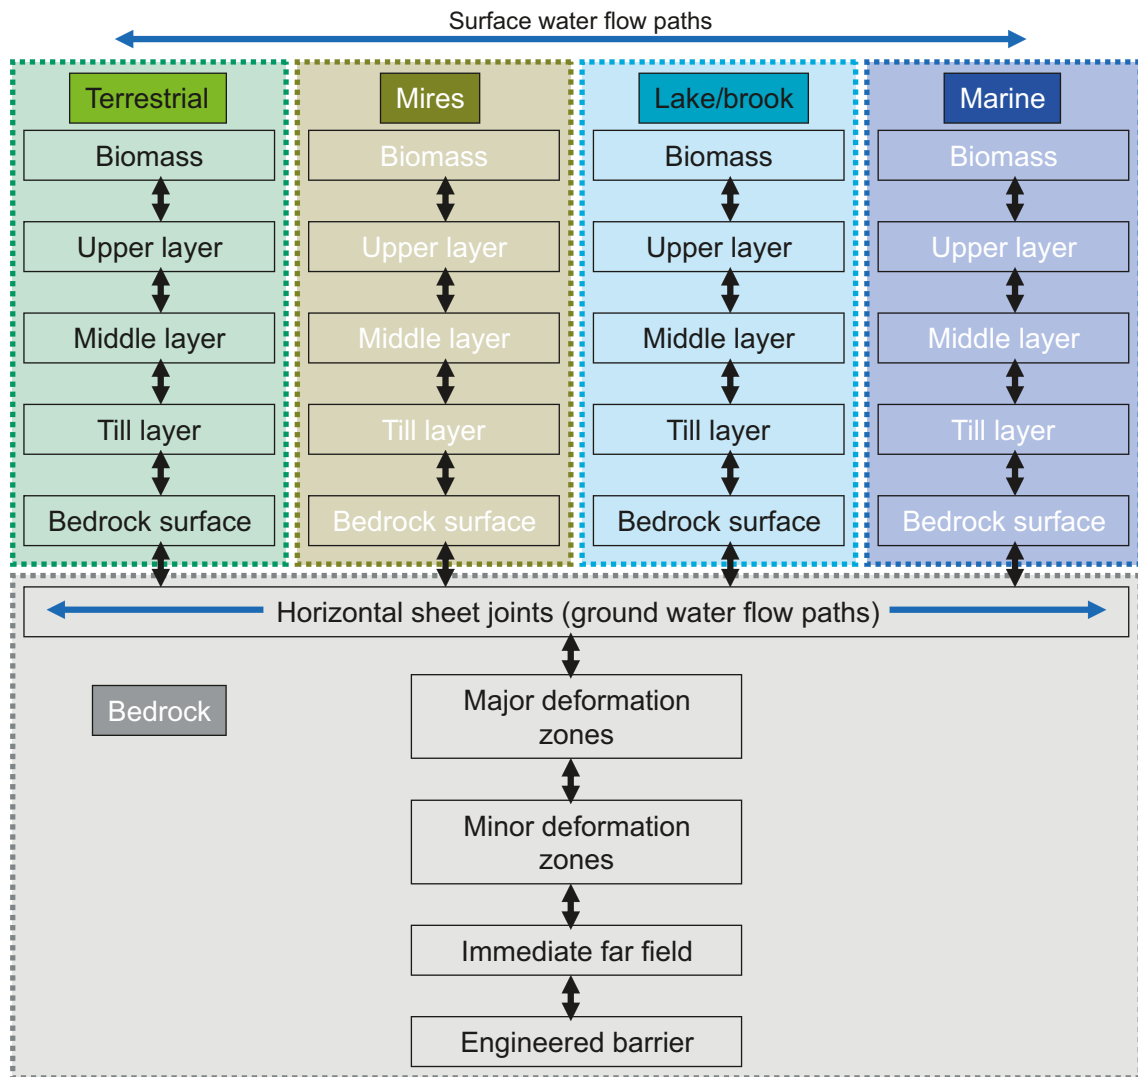 Surface water flow paths
Terrestrial
Mires
Lake/brook
Marine
Biomass
Biomass
Biomass
Biomass
Upper layer
Upper layer
Upper layer
Upper layer
Middle layer
Middle layer
Middle layer
Middle layer
Till layer
Till layer
Till layer
Till layer
Bedrock surface
Bedrock surface
Bedrock surface
Bedrock surface
Horizontal sheet joints (ground water flow paths)
Bedrock
Major deformation
zones
Minor deformation
zones
Immediate far field
Engineered barrier